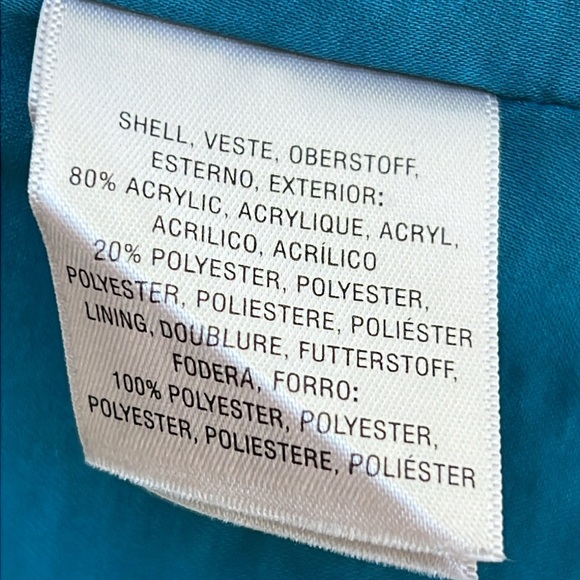 SHELL, VESTE, OBERSTOFF,
ESTERNO, EXTERIOR:
80% ACRYLIC, ACRYLIQUE, ACRYL,
ACRILICO, ACRÍLICO
20% POLYESTER, POLYESTER,
POLYESTER, POLIESTERE, POLIÉSTER
LINING, DOUBLURE, FUTTERSTOFF,
FODERA, FORRO:
100% POLYESTER, POLYESTER,
POLYESTER, POLIESTERE, POLIÉSTER